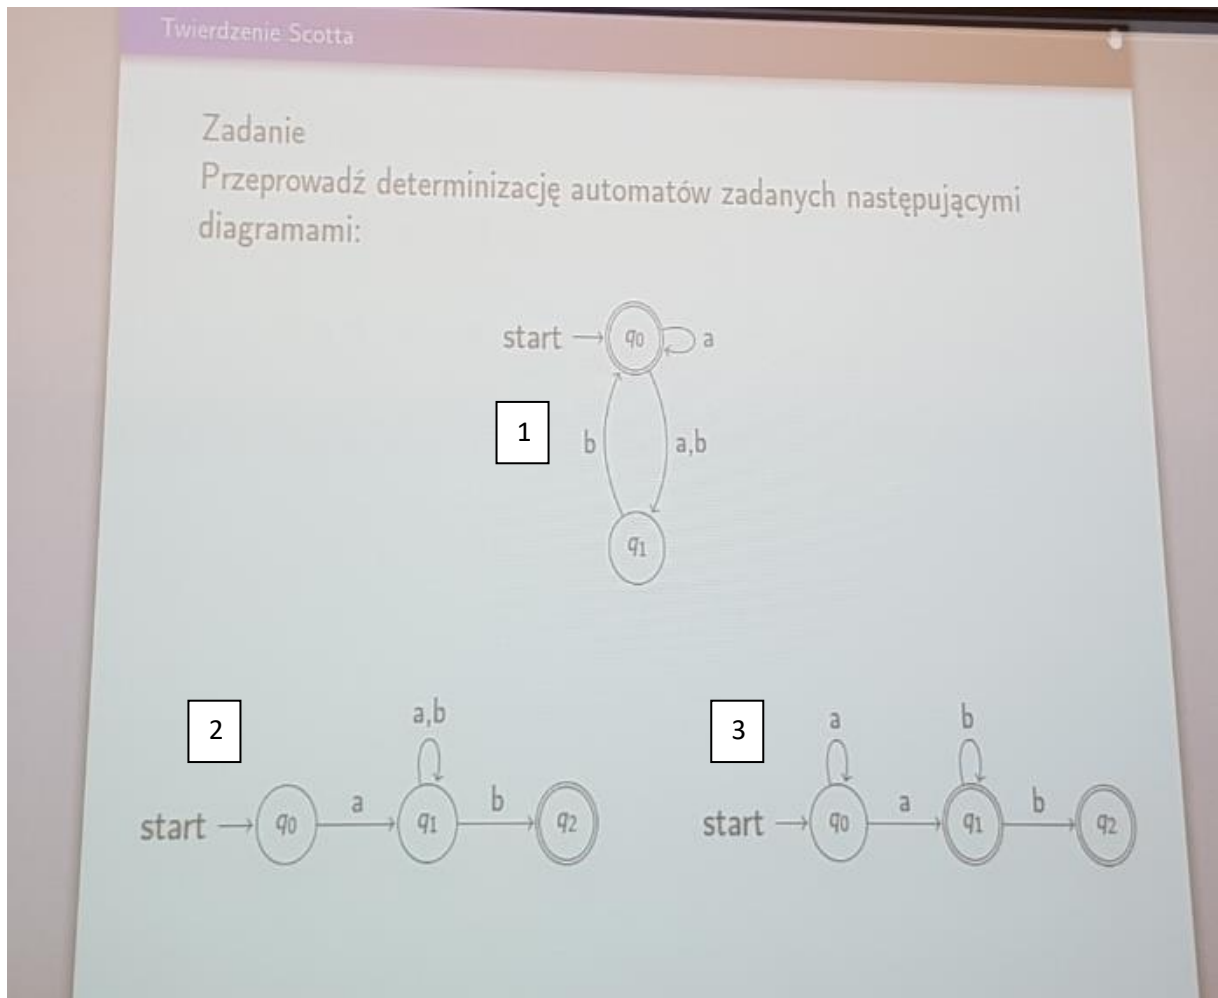 Twierdzenie Scotta
Zadanie
Przeprowadź determinizację automatów zadanych następującymi
diagramami:
start q0 a
1 b a,b
q1
2 a,b
start q0 a q1 b q2
3 a b
start q0 a q1 b q2